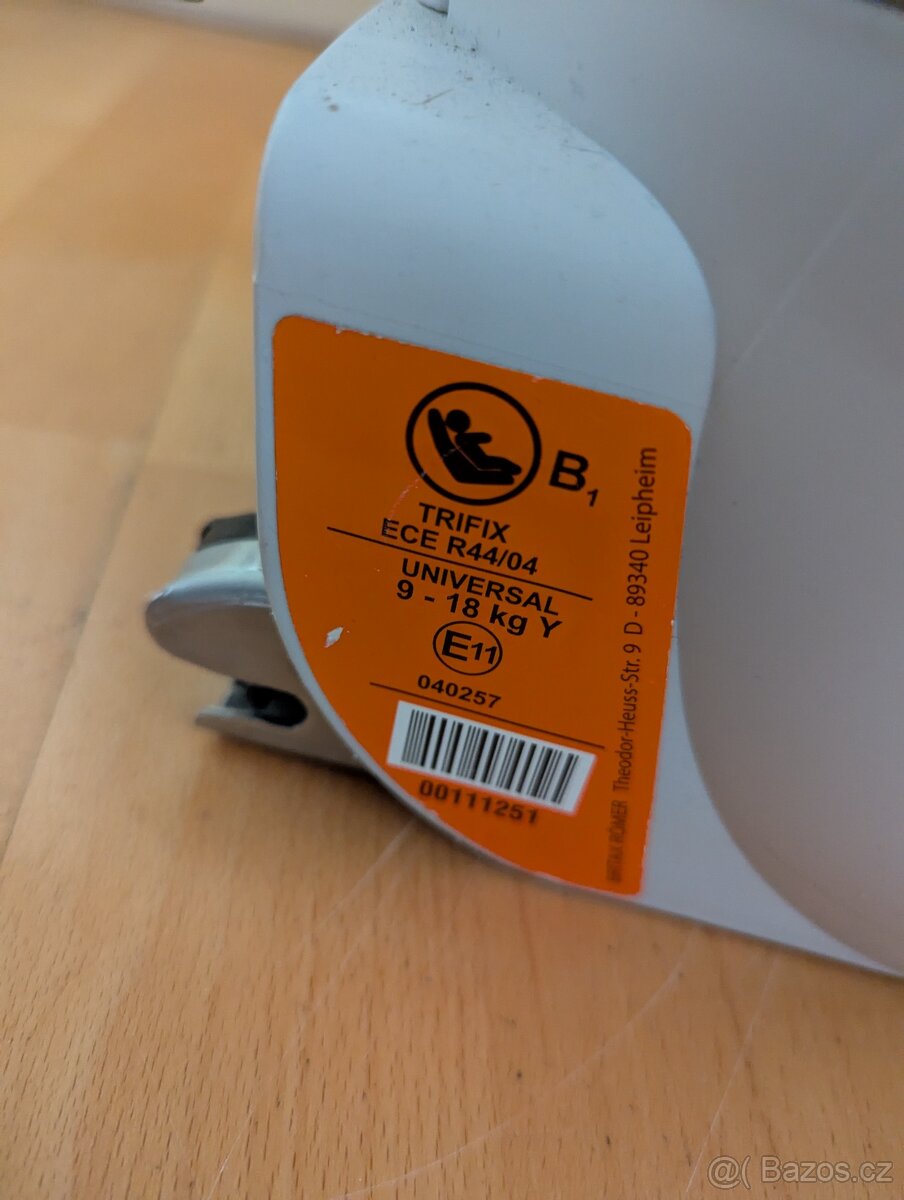 B1
TRIFIX
ECE R44/04
UNIVERSAL
9 - 18 kg Y
E11
040257
00111251
BRITAX RÖMER Theodor-Heuss-Str. 9 D - 89340 Leipheim
@( Bazos.cz